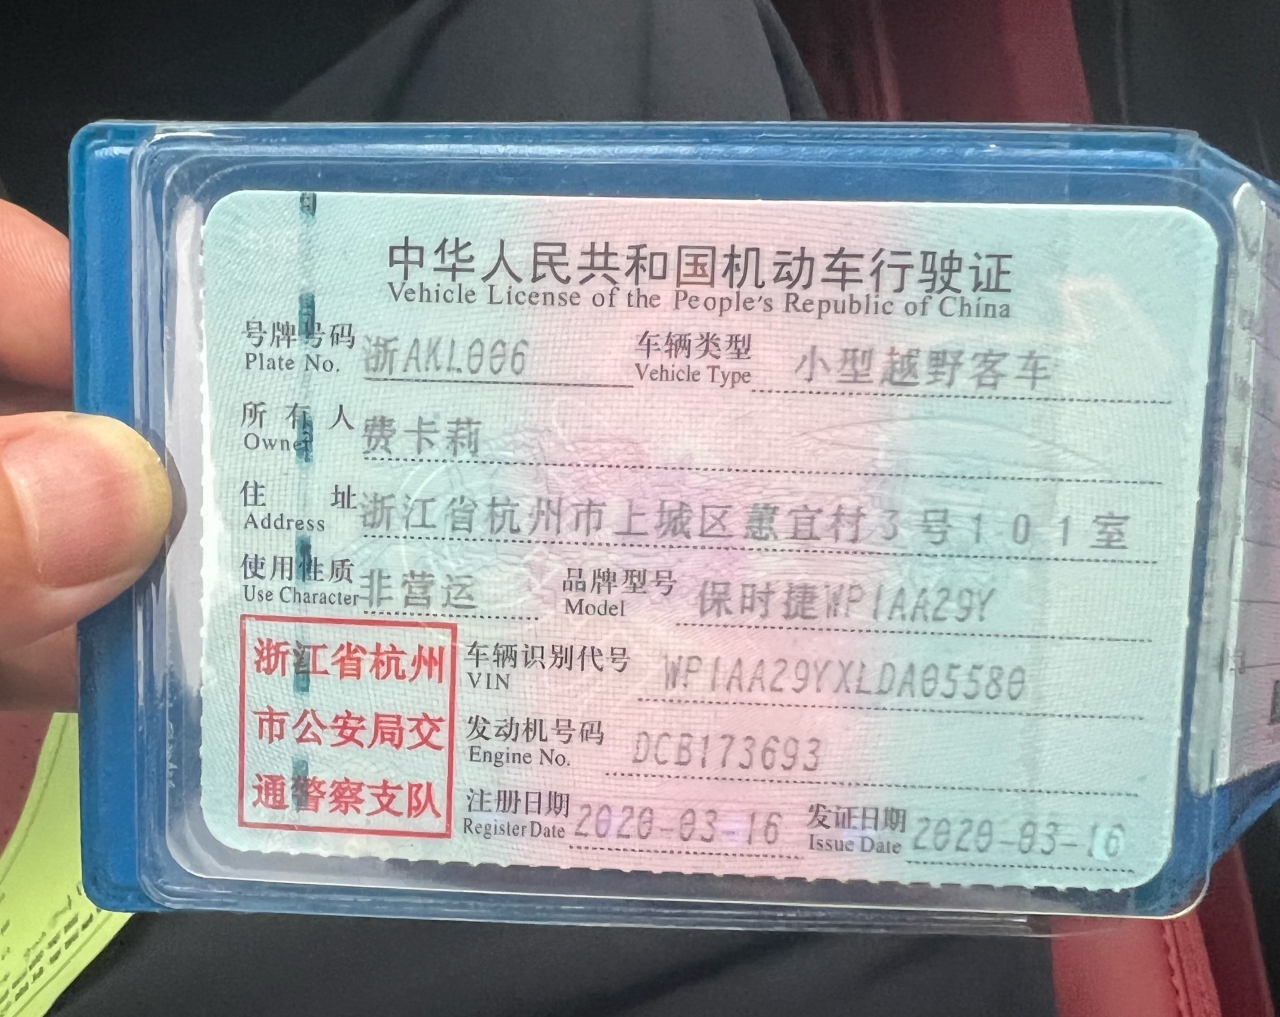 中华人民共和国机动车行驶证
Vehicle License of the People's Republic of China
号牌号码 浙AKL006 车辆类型 小型越野客车
Plate No. Vehicle Type
所有人 费卡莉
Owner
住址 浙江省杭州市上城区蕙宜村3号101室
Address
使用性质 非营运 品牌型号 保时捷WP1AA29Y
Use Character Model
浙江省杭州
市公安局交
通警察支队
车辆识别代号 WP1AA29YXLDA05580
VIN
发动机号码 DCB173693
Engine No.
注册日期 2020-03-16 发证日期 2020-03-16
Register Date Issue Date